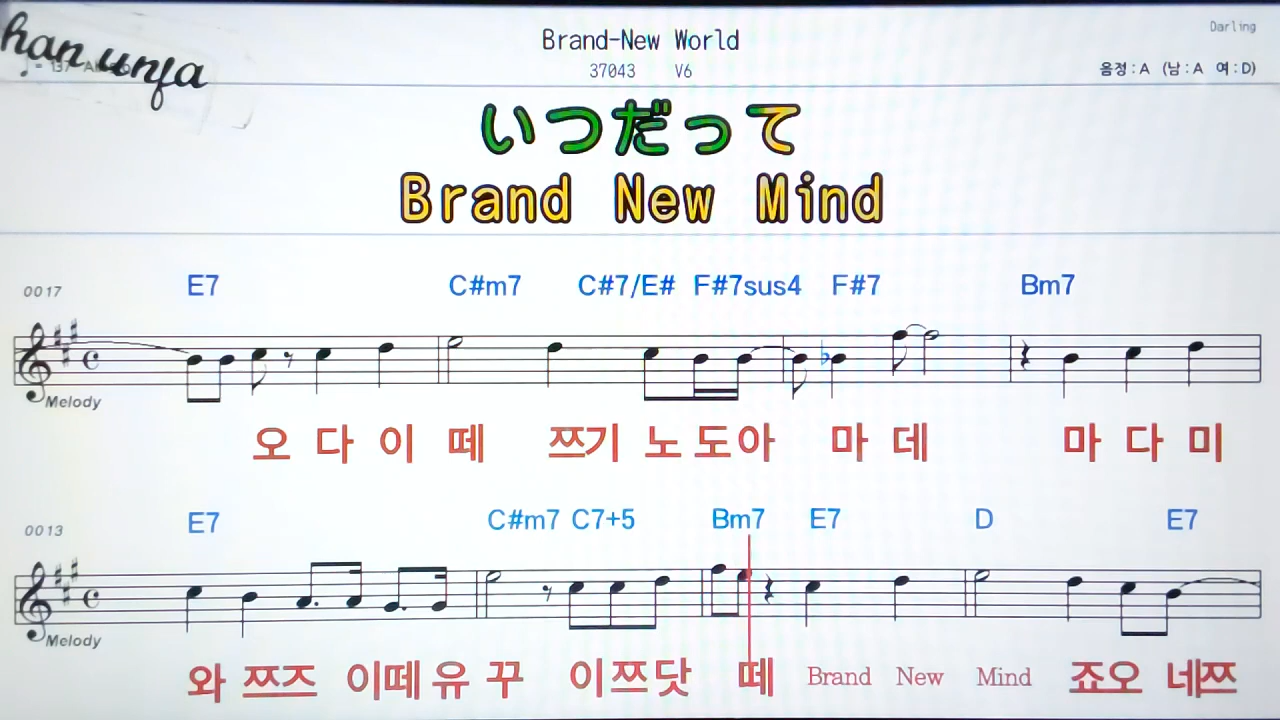 han unja
Darling
Brand-New World
37043 V6
음정:A (남:A 여:D)
いつだって
Brand New Mind
0017 E7 C#m7 C#7/E# F#7sus4 F#7 Bm7
Melody
오 다 이 떼 쯔기 노 도아 마 데 마 다 미
0013 E7 C#m7 C7+5 Bm7 E7 D E7
Melody
와 쯔즈 이떼유 꾸 이쯔닷 떼 Brand New Mind 죠오 네쯔